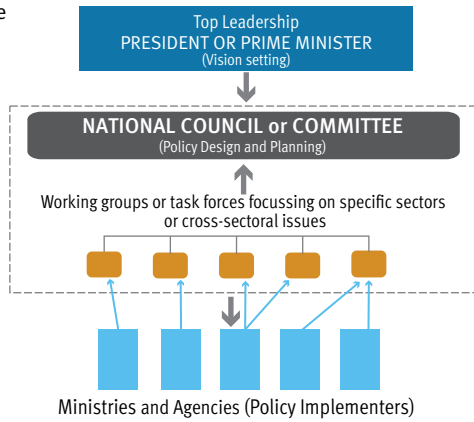 e
Top Leadership
PRESIDENT OR PRIME MINISTER
(Vision setting)
NATIONAL COUNCIL or COMMITTEE
(Policy Design and Planning)
Working groups or task forces focussing on specific sectors
or cross-sectoral issues
Ministries and Agencies (Policy Implementers)